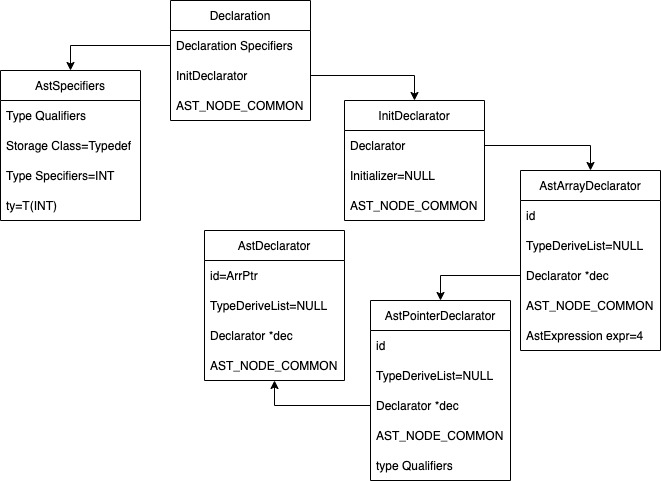 Declaration
Declaration Specifiers
InitDeclarator
AST_NODE_COMMON
AstSpecifiers
Type Qualifiers
Storage Class=Typedef
Type Specifiers=INT
ty=T(INT)
InitDeclarator
Declarator
Initializer=NULL
AST_NODE_COMMON
AstArrayDeclarator
id
TypeDeriveList=NULL
Declarator *dec
AST_NODE_COMMON
AstExpression expr=4
AstDeclarator
id=ArrPtr
TypeDeriveList=NULL
Declarator *dec
AST_NODE_COMMON
AstPointerDeclarator
id
TypeDeriveList=NULL
Declarator *dec
AST_NODE_COMMON
type Qualifiers